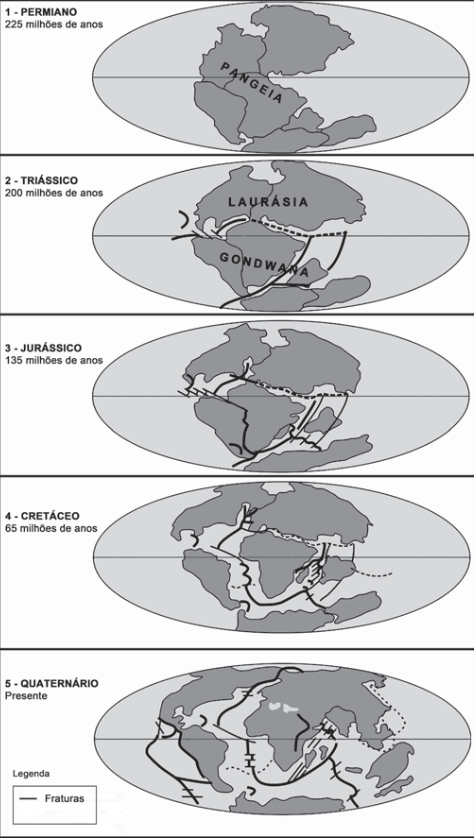 1 - PERMIANO
225 milhões de anos
PANGEIA
2 - TRIÁSSICO
200 milhões de anos
LAURÁSIA
GONDWANA
3 - JURÁSSICO
135 milhões de anos
4 - CRETÁCEO
65 milhões de anos
5 - QUATERNÁRIO
Presente
Legenda
Fraturas